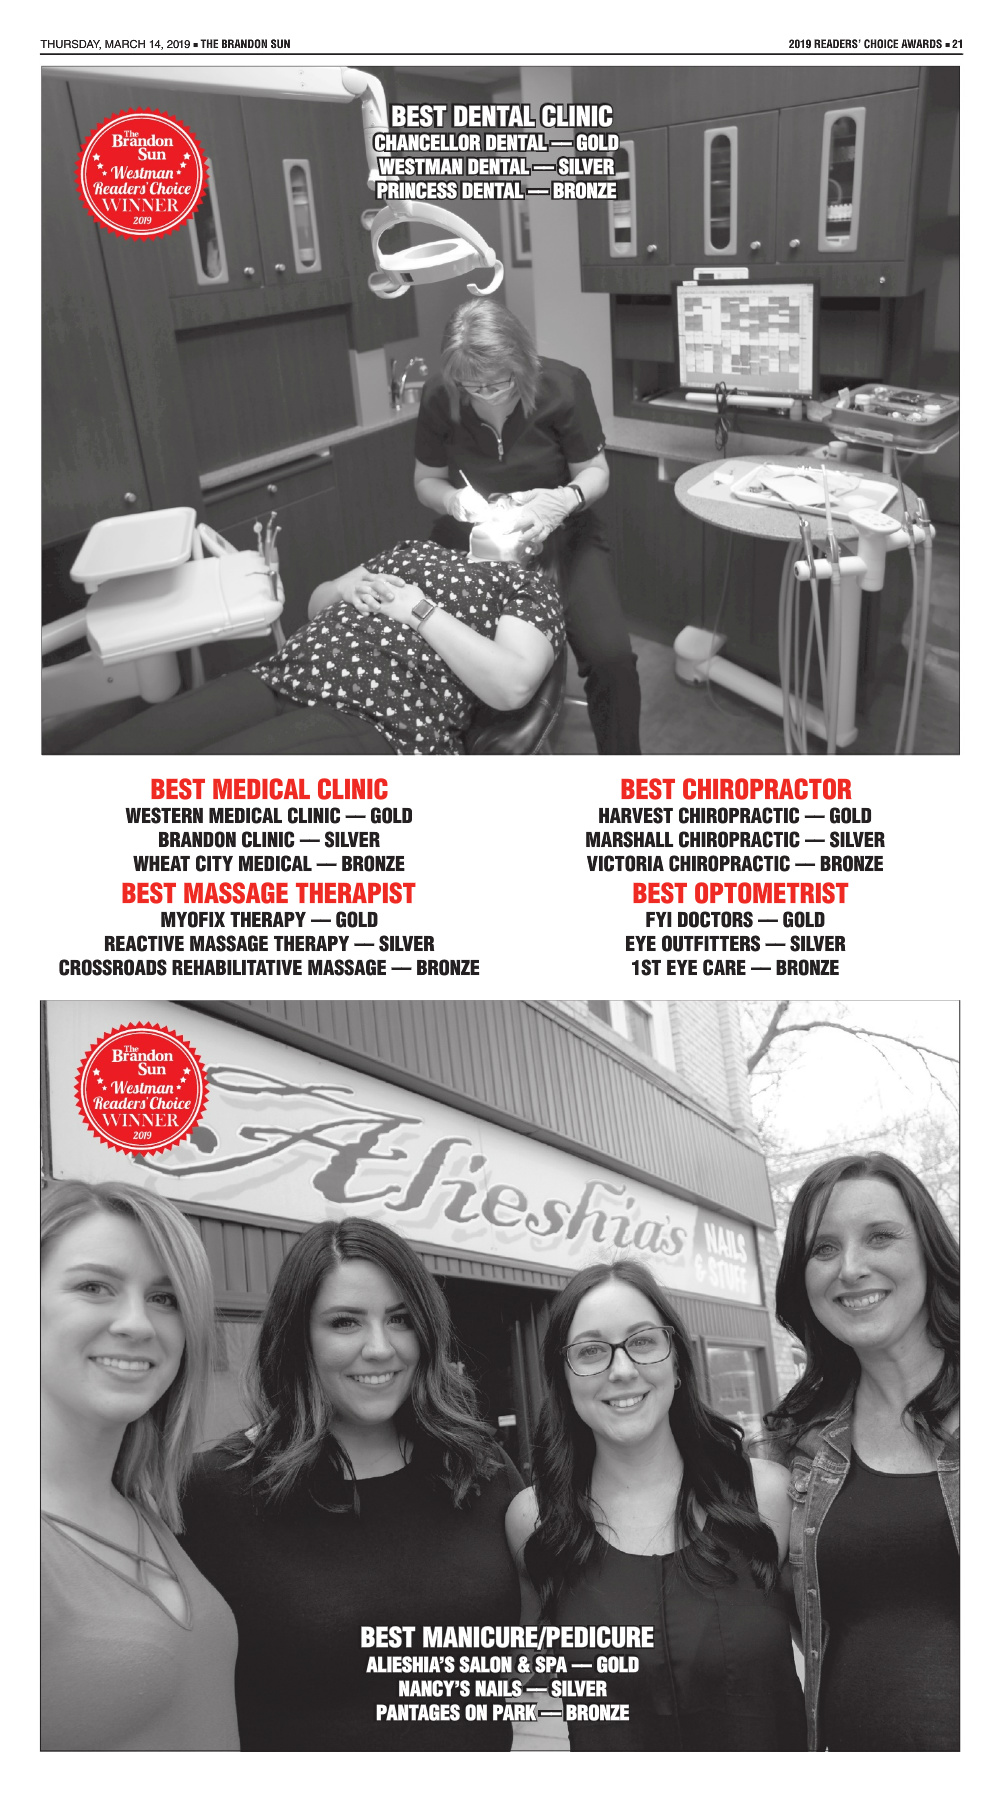 THURSDAY, MARCH 14, 2019 ▪ THE BRANDON SUN
2019 READERS' CHOICE AWARDS ▪ 21
The
Brandon
Sun
Westman
Readers' Choice
WINNER
2019
BEST DENTAL CLINIC
CHANCELLOR DENTAL — GOLD
WESTMAN DENTAL — SILVER
PRINCESS DENTAL — BRONZE
BEST MEDICAL CLINIC
WESTERN MEDICAL CLINIC — GOLD
BRANDON CLINIC — SILVER
WHEAT CITY MEDICAL — BRONZE
BEST MASSAGE THERAPIST
MYOFIX THERAPY — GOLD
REACTIVE MASSAGE THERAPY — SILVER
CROSSROADS REHABILITATIVE MASSAGE — BRONZE
BEST CHIROPRACTOR
HARVEST CHIROPRACTIC — GOLD
MARSHALL CHIROPRACTIC — SILVER
VICTORIA CHIROPRACTIC — BRONZE
BEST OPTOMETRIST
FYI DOCTORS — GOLD
EYE OUTFITTERS — SILVER
1ST EYE CARE — BRONZE
The
Brandon
Sun
Westman
Readers' Choice
WINNER
2019
Alieshia's
NAILS
& STUFF
BEST MANICURE/PEDICURE
ALIESHIA'S SALON & SPA — GOLD
NANCY'S NAILS — SILVER
PANTAGES ON PARK — BRONZE